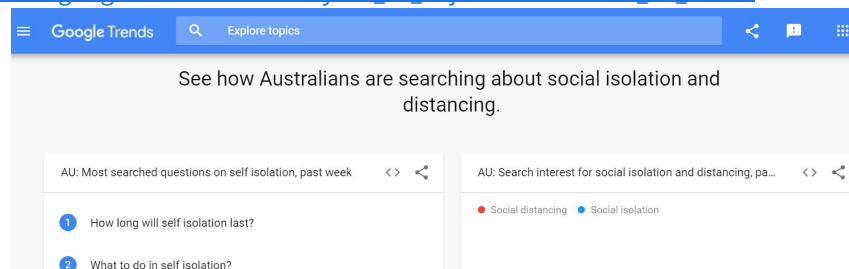 Google Trends
Explore topics
See how Australians are searching about social isolation and
distancing.
AU: Most searched questions on self isolation, past week
1 How long will self isolation last?
2 What to do in self isolation?
AU: Search interest for social isolation and distancing, pa...
Social distancing Social isolation